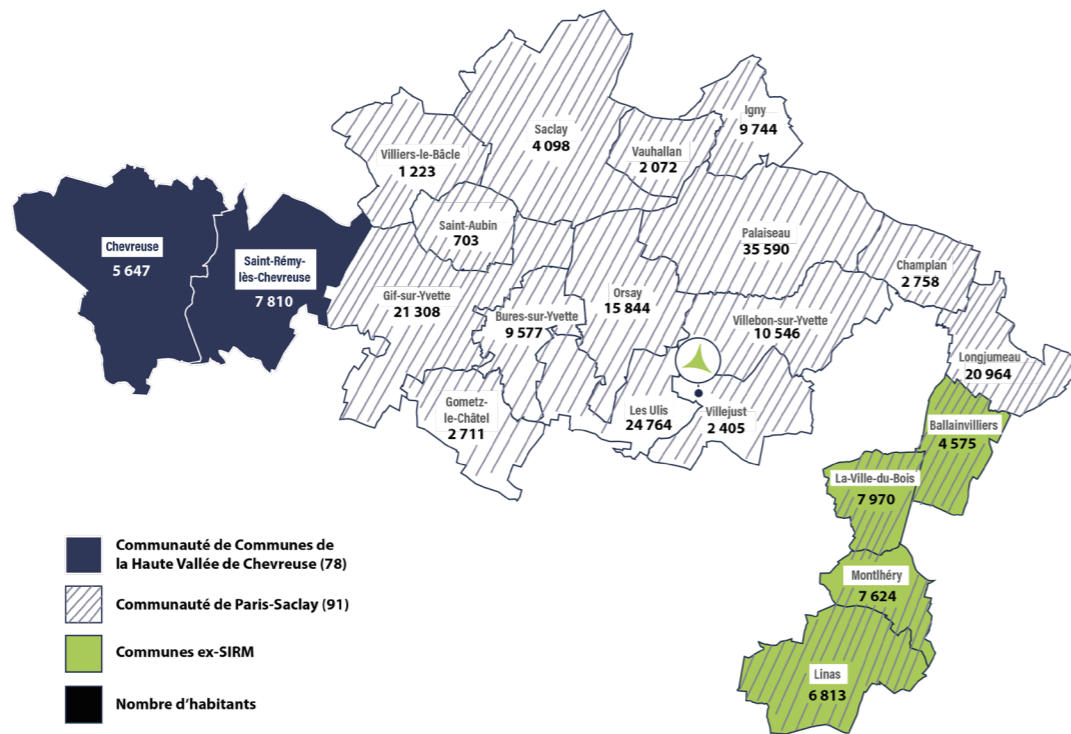 Igny
9 744
Saclay
4 098
Vauhallan
2 072
Villiers-le-Bâcle
1 223
Saint-Aubin
703
Palaiseau
35 590
Chevreuse
5 647
Saint-Rémy-
lès-Chevreuse
7 810
Champlan
2 758
Gif-sur-Yvette
21 308
Orsay
15 844
Bures-sur-Yvette
9 577
Villebon-sur-Yvette
10 546
Longjumeau
20 964
Gometz-
le-Châtel
2 711
Les Ulis
24 764
Villejust
2 405
Ballainvilliers
4 575
La-Ville-du-Bois
7 970
Montlhéry
7 624
Linas
6 813
Communauté de Communes de
la Haute Vallée de Chevreuse (78)
Communauté de Paris-Saclay (91)
Communes ex-SIRM
Nombre d'habitants